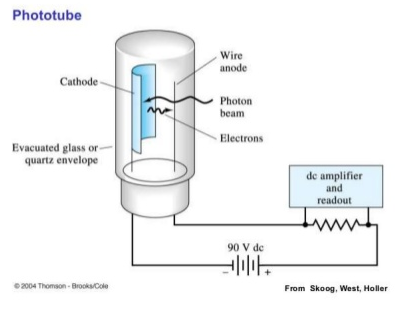 Phototube
Wire
anode
Cathode
Photon
beam
Electrons
Evacuated glass or
quartz envelope
dc amplifier
and
readout
90 V dc
- +
© 2004 Thomson - Brooks/Cole
From Skoog, West, Holler